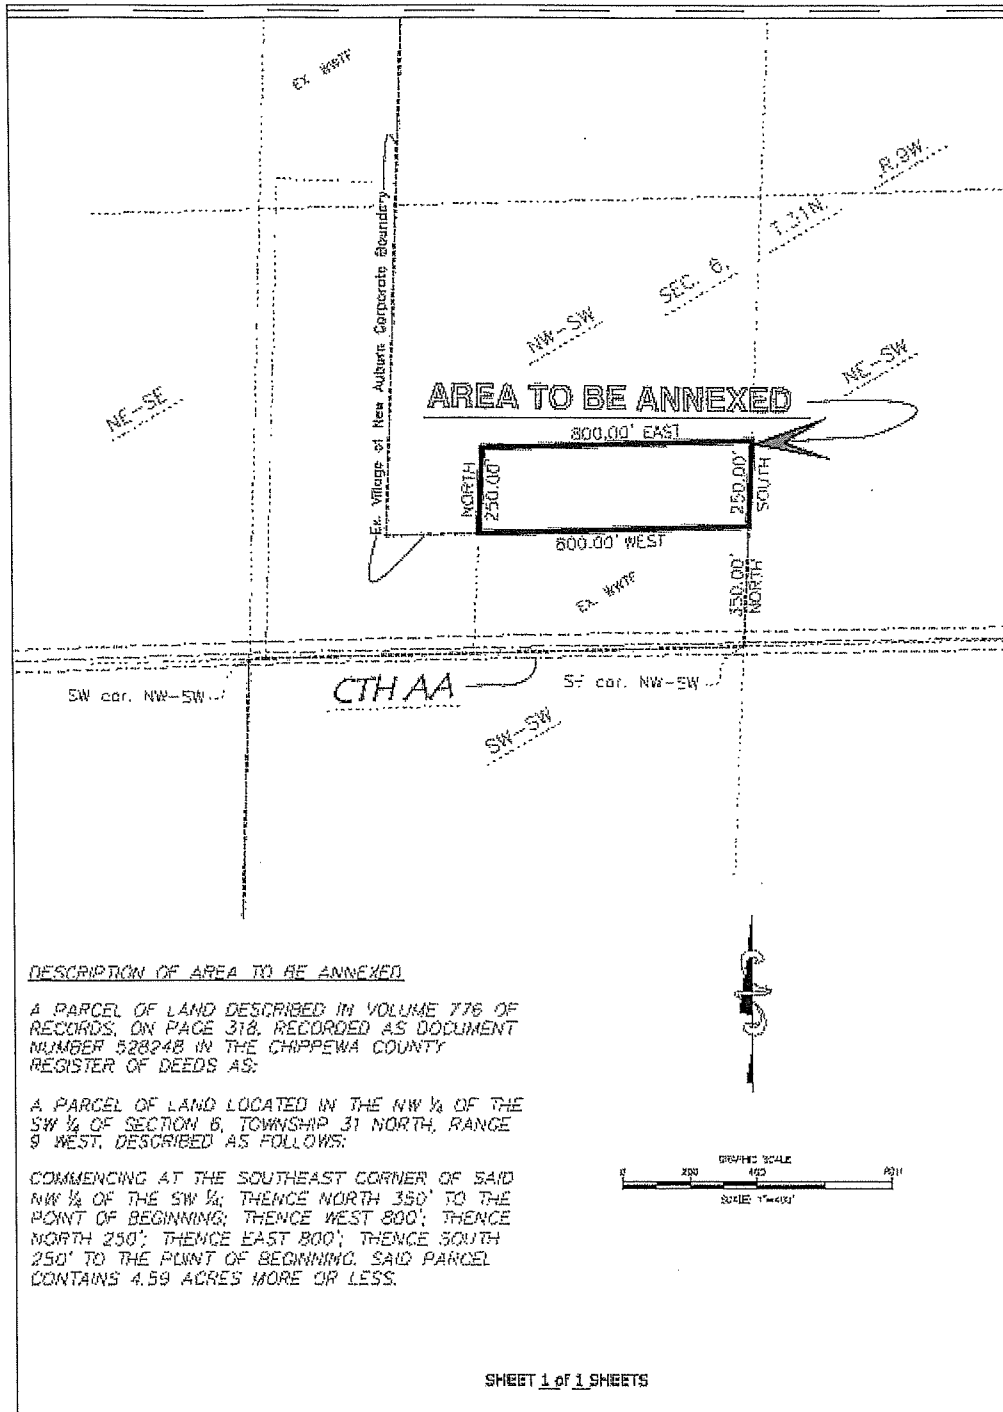 EX WWTF
R.9W.
T.31N.
SEC. 6,
NW-SW
NE-SW
NE-SE
Ex. Village of New Auburn Corporate Boundary
AREA TO BE ANNEXED
800.00' EAST
NORTH
250.00'
250.00'
SOUTH
800.00' WEST
EX. WWTF
350.00'
NORTH
SW cor. NW-SW
CTH AA
SE cor. NW-SW
SW-SW
DESCRIPTION OF AREA TO BE ANNEXED
A PARCEL OF LAND DESCRIBED IN VOLUME 776 OF
RECORDS, ON PAGE 318, RECORDED AS DOCUMENT
NUMBER 528248 IN THE CHIPPEWA COUNTY
REGISTER OF DEEDS AS:
A PARCEL OF LAND LOCATED IN THE NW ¼ OF THE
SW ¼ OF SECTION 6, TOWNSHIP 31 NORTH, RANGE
9 WEST, DESCRIBED AS FOLLOWS:
COMMENCING AT THE SOUTHEAST CORNER OF SAID
NW ¼ OF THE SW ¼; THENCE NORTH 350' TO THE
POINT OF BEGINNING; THENCE WEST 800'; THENCE
NORTH 250'; THENCE EAST 800'; THENCE SOUTH
250' TO THE POINT OF BEGINNING. SAID PARCEL
CONTAINS 4.59 ACRES MORE OR LESS.
GRAPHIC SCALE
0 200 400 800
SCALE 1"=400'
SHEET 1 of 1 SHEETS